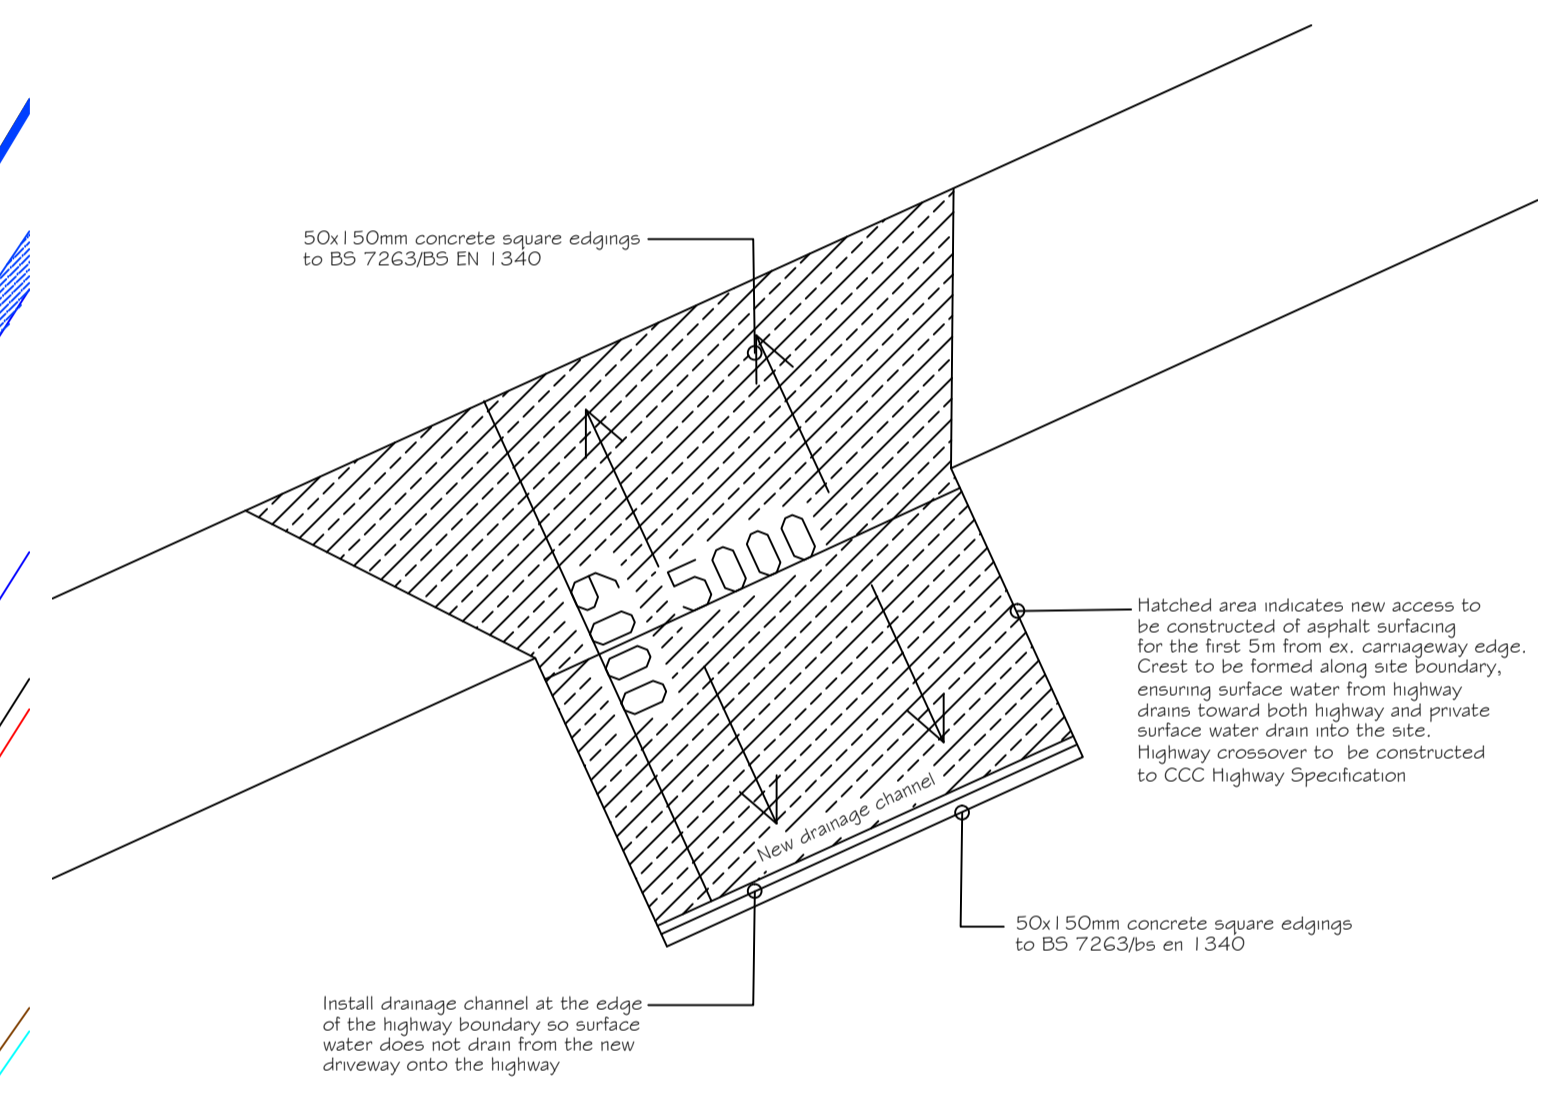 50x150mm concrete square edgings
to BS 7263/BS EN 1340
6000
5000
Hatched area indicates new access to
be constructed of asphalt surfacing
for the first 5m from ex. carriageway edge.
Crest to be formed along site boundary,
ensuring surface water from highway
drains toward both highway and private
surface water drain into the site.
Highway crossover to be constructed
to CCC Highway Specification
New drainage channel
50x150mm concrete square edgings
to BS 7263/bs en 1340
Install drainage channel at the edge
of the highway boundary so surface
water does not drain from the new
driveway onto the highway